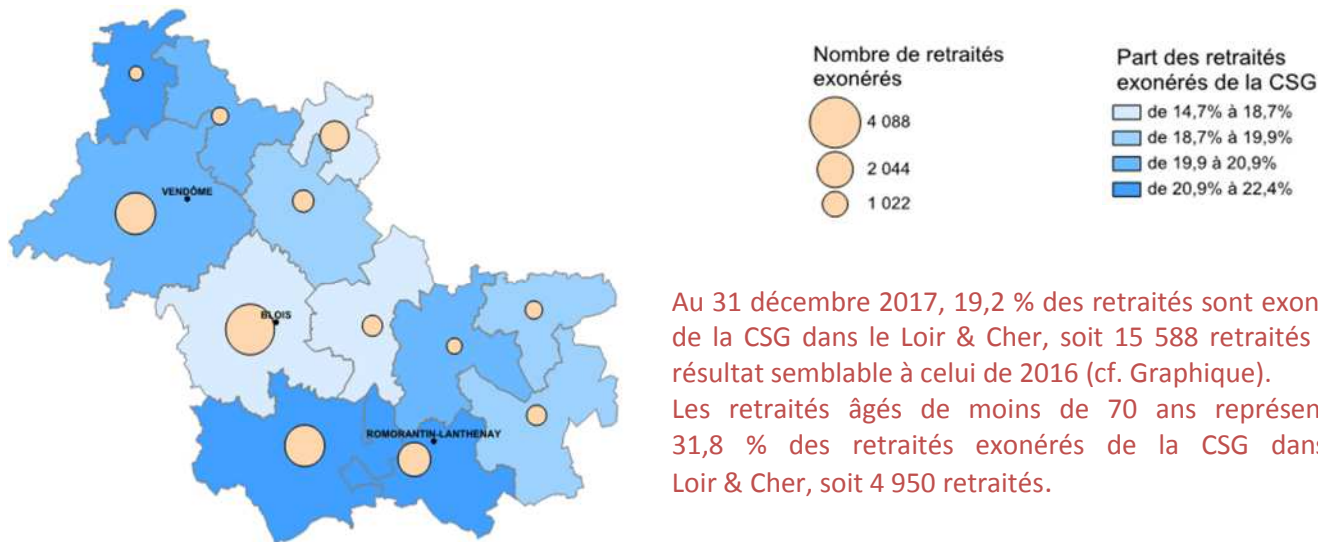 VENDÔME
BLOIS
ROMORANTIN-LANTHENAY
Nombre de retraités
exonérés
4 088
2 044
1 022
Part des retraités
exonérés de la CSG
de 14,7% à 18,7%
de 18,7% à 19,9%
de 19,9 à 20,9%
de 20,9% à 22,4%
Au 31 décembre 2017, 19,2 % des retraités sont exon
de la CSG dans le Loir & Cher, soit 15 588 retraités
résultat semblable à celui de 2016 (cf. Graphique).
Les retraités âgés de moins de 70 ans représen
31,8 % des retraités exonérés de la CSG dans
Loir & Cher, soit 4 950 retraités.